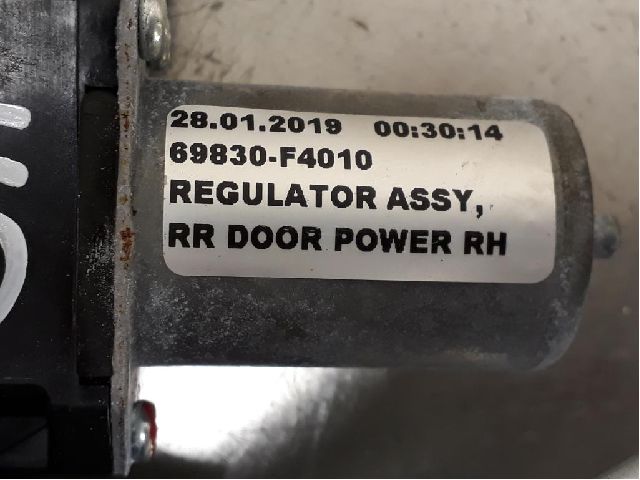 28.01.2019 00:30:14
69830-F4010
REGULATOR ASSY,
RR DOOR POWER RH